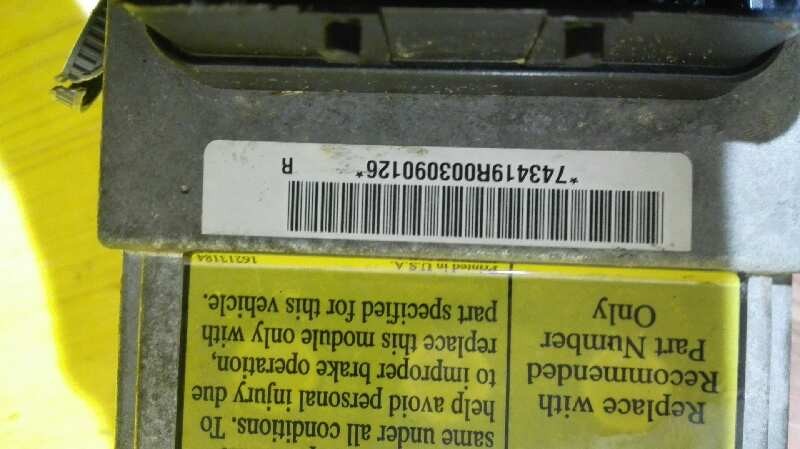 Replace with
Recommended
Part Number
Only
same under all conditions. To
help avoid personal injury due
to improper brake operation,
replace this module only with
part specified for this vehicle.
Printed in U.S.A. 16213184
*743419R003090126* R